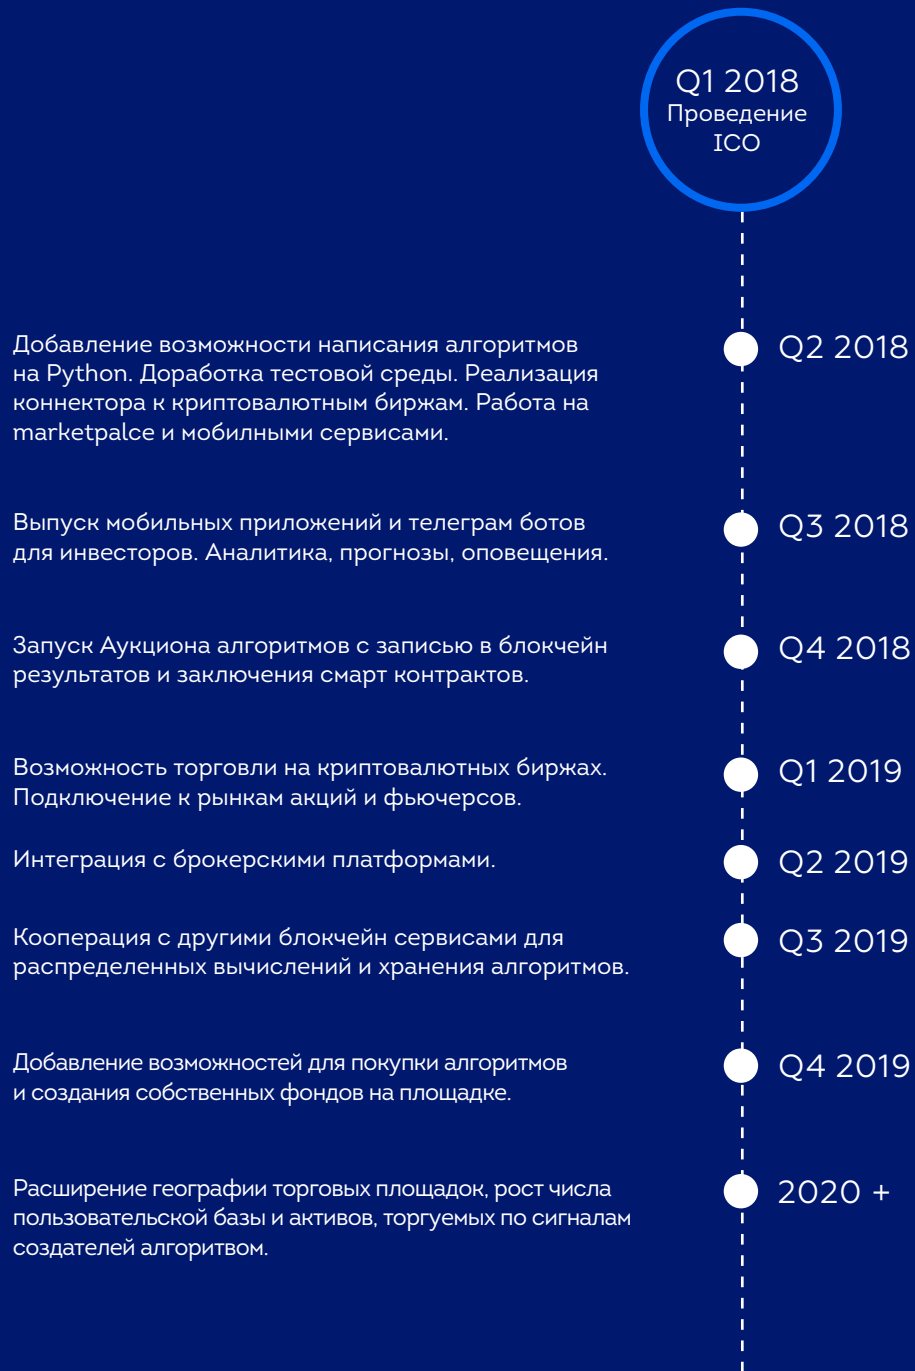 Q1 2018
Проведение
ICO
Добавление возможности написания алгоритмов
на Python. Доработка тестовой среды. Реализация
коннектора к криптовалютным биржам. Работа на
marketpalce и мобилными сервисами.
Q2 2018
Выпуск мобильных приложений и телеграм ботов
для инвесторов. Аналитика, прогнозы, оповещения.
Q3 2018
Запуск Аукциона алгоритмов с записью в блокчейн
результатов и заключения смарт контрактов.
Q4 2018
Возможность торговли на криптовалютных биржах.
Подключение к рынкам акций и фьючерсов.
Q1 2019
Интеграция с брокерскими платформами.
Q2 2019
Кооперация с другими блокчейн сервисами для
распределенных вычислений и хранения алгоритмов.
Q3 2019
Добавление возможностей для покупки алгоритмов
и создания собственных фондов на площадке.
Q4 2019
Расширение географии торговых площадок, рост числа
пользовательской базы и активов, торгуемых по сигналам
создателей алгоритвом.
2020 +